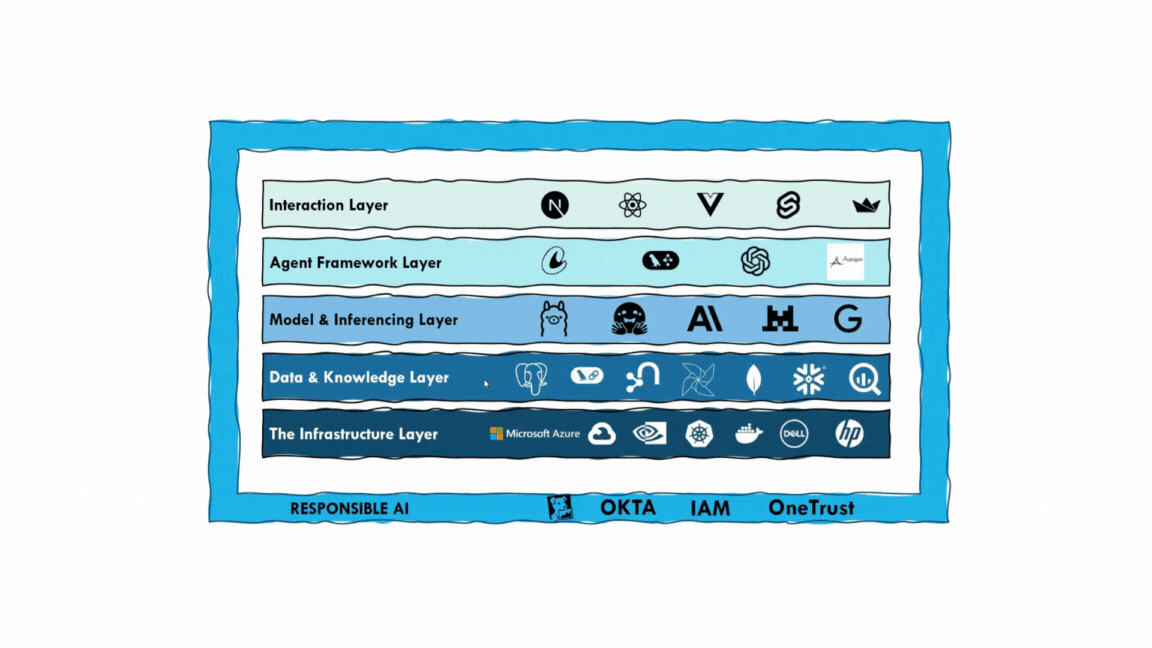 Interaction Layer
N
Agent Framework Layer
Autogen
Model & Inferencing Layer
Data & Knowledge Layer
The Infrastructure Layer Microsoft Azure DELL hp
RESPONSIBLE AI OKTA IAM OneTrust